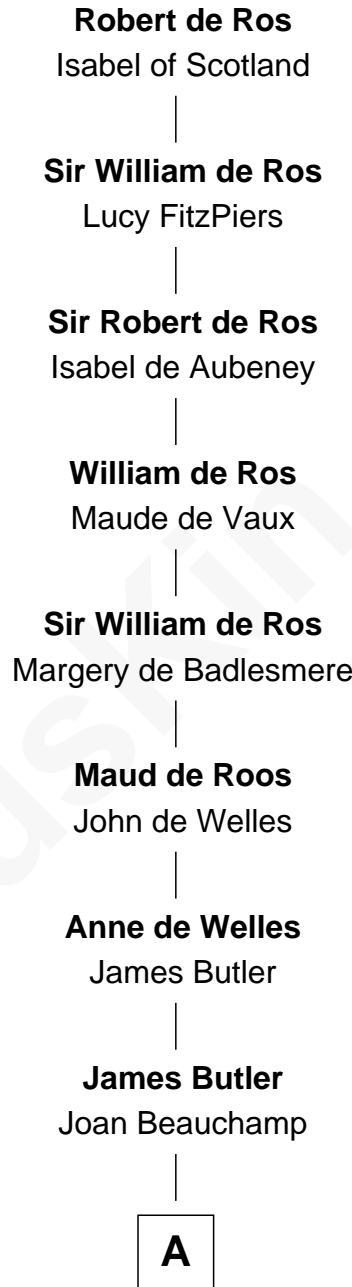 Robert de Ros
Isabel of Scotland
Sir William de Ros
Lucy FitzPiers
Sir Robert de Ros
Isabel de Aubeney
William de Ros
Maude de Vaux
Sir William de Ros
Margery de Badlesmere
Maud de Roos
John de Welles
Anne de Welles
James Butler
James Butler
Joan Beauchamp
A